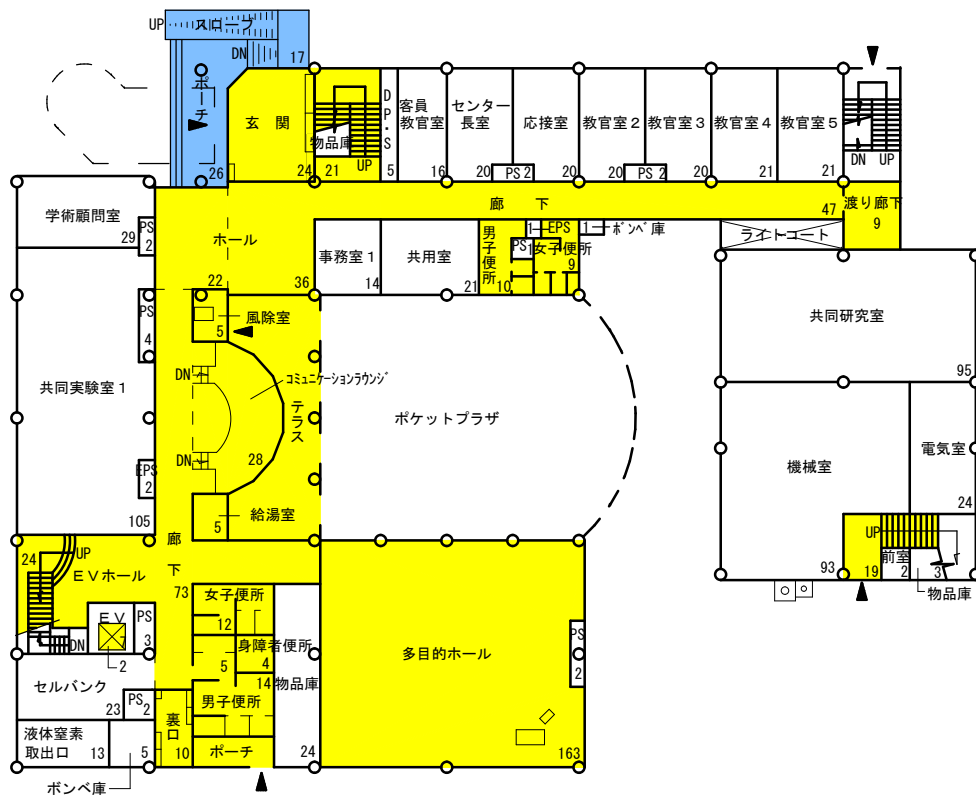 UP スロープ
DN 17
ポーチ
26
玄 関
24
物品庫
21 UP
DP・S
5
客員
教官室
16
センター
長室
20
応接室
PS 2
20
教官室２
20
教官室３
PS 2
20
教官室４
21
教官室５
21
DN UP
廊 下
47
渡り廊下
9
学術顧問室
29
PS
2
ホール
22
36
事務室１
14
共用室
21
男子便所
10
1 EPS
PS 1
女子便所
9
1 ボンベ庫
ライトコート
共同研究室
95
機械室
93
電気室
24
UP
19
前室
2
3
物品庫
PS
4
共同実験室１
EPS
2
105
風除室
5
DN
コミュニケーションラウンジ
テラス
28
DN
給湯室
5
ポケットプラザ
廊下
73
24
UP
EVホール
EV
2
PS
3
DN
女子便所
12
身障者便所
4
5
14
男子便所
物品庫
24
多目的ホール
PS
2
163
セルバンク
23
PS 2
液体窒素
取出口
13
5
ボンベ庫
裏口
10
ポーチ